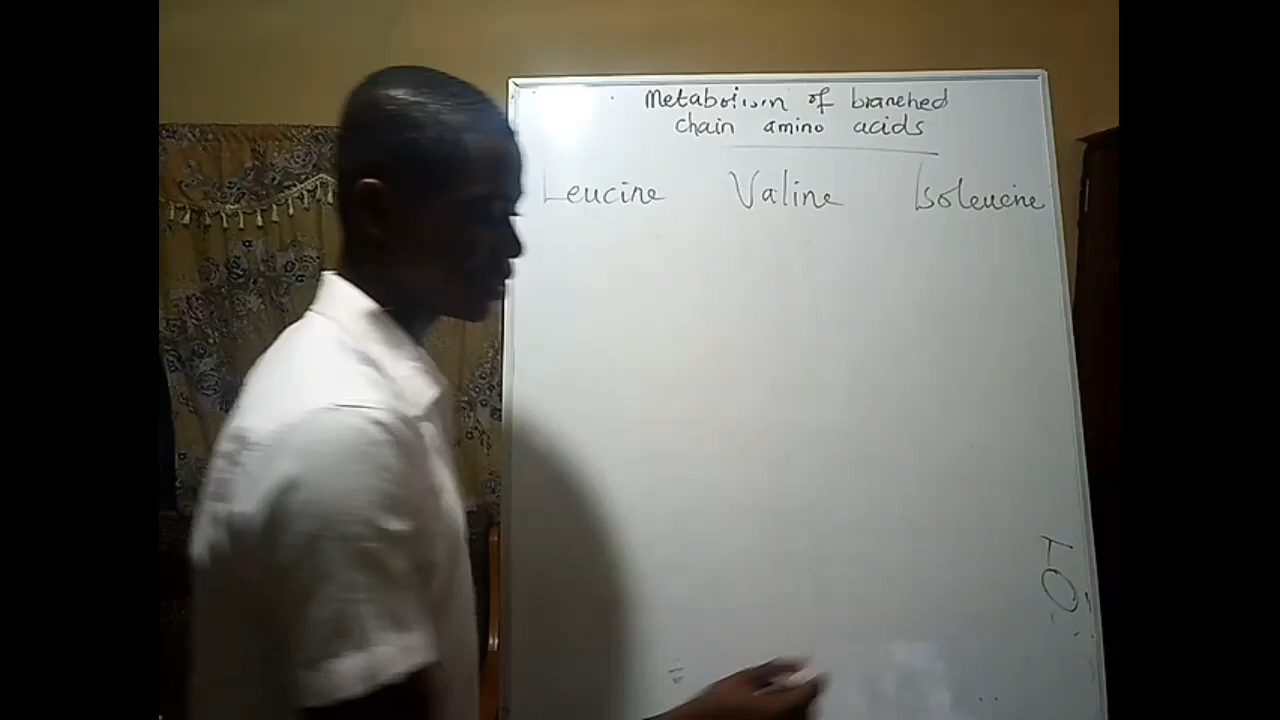 Metabolism of branched
chain amino acids
Leucine Valine Isoleucine